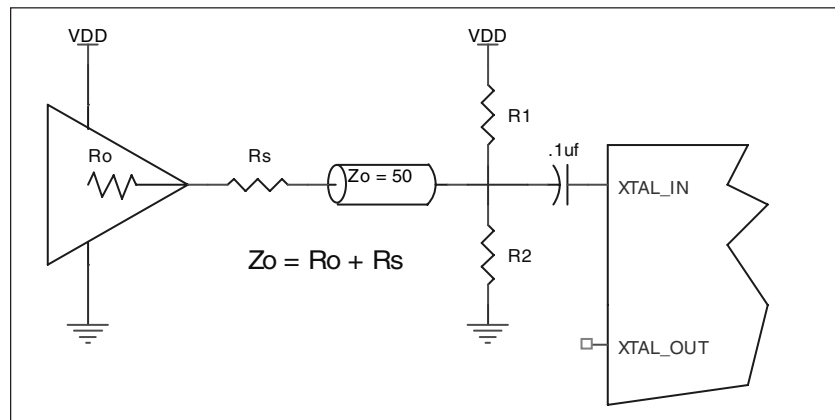 VDD
VDD
R1
Ro
Rs
Zo = 50
.1uf
XTAL_IN
Zo = Ro + Rs
R2
XTAL_OUT